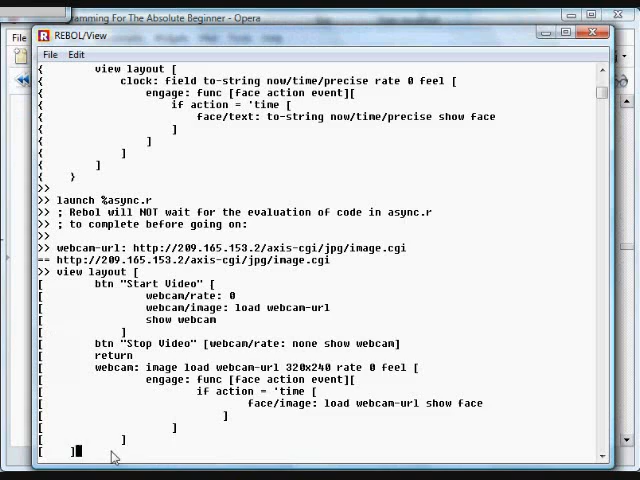 ramming For The Absolute Beginner - Opera
File
REBOL/View
File Edit
{ view layout [
{ clock: field to-string now/time/precise rate 0 feel [
{ engage: func [face action event][
{ if action = 'time [
{ face/text: to-string now/time/precise show face
{ ]
{ ]
{ ]
{ ]
{ }
>>
>> launch %async.r
>> ; Rebol will NOT wait for the evaluation of code in async.r
>> ; to complete before going on:
>>
>> webcam-url: http://209.165.153.2/axis-cgi/jpg/image.cgi
== http://209.165.153.2/axis-cgi/jpg/image.cgi
>> view layout [
[ btn "Start Video" [
[ webcam/rate: 0
[ webcam/image: load webcam-url
[ show webcam
[ ]
[ btn "Stop Video" [webcam/rate: none show webcam]
[ return
[ webcam: image load webcam-url 320x240 rate 0 feel [
[ engage: func [face action event][
[ if action = 'time [
[ face/image: load webcam-url show face
[ ]
[ ]
[ ]
[ ]